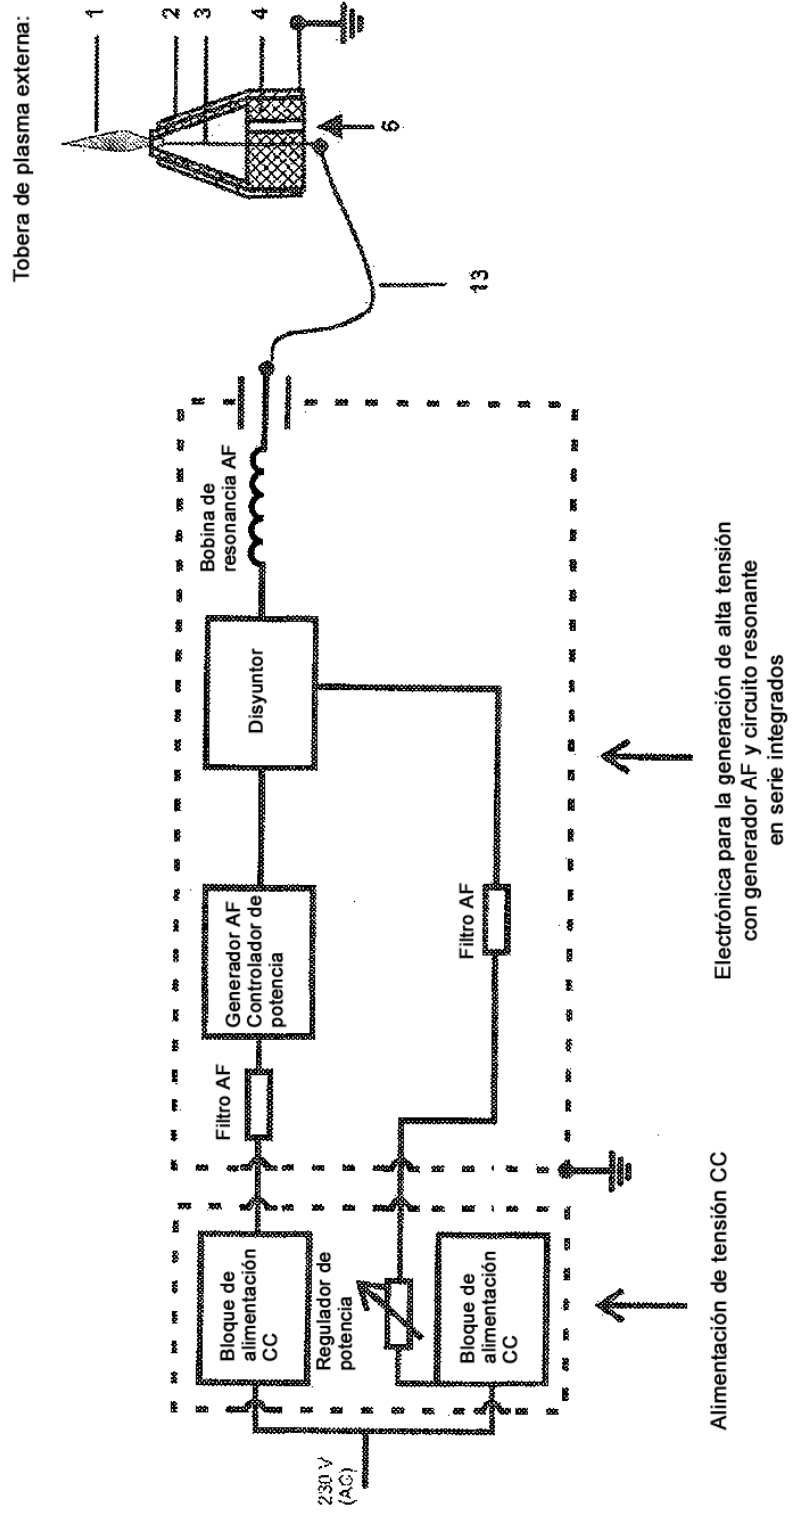 Tobera de plasma externa:
1
2
3
4
5
13
Bobina de
resonancia AF
Disyuntor
Generador AF
Controlador de
potencia
Filtro AF
Filtro AF
Bloque de
alimentación
CC
Regulador de
potencia
Bloque de
alimentación
CC
230 V
(AC)
Alimentación de tensión CC
Electrónica para la generación de alta tensión
con generador AF y circuito resonante
en serie integrados